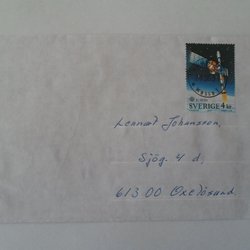 SVERIGE 4 kr.
Lennart Johansson,
Sjög. 4 d,
613 00 Oxelösund.